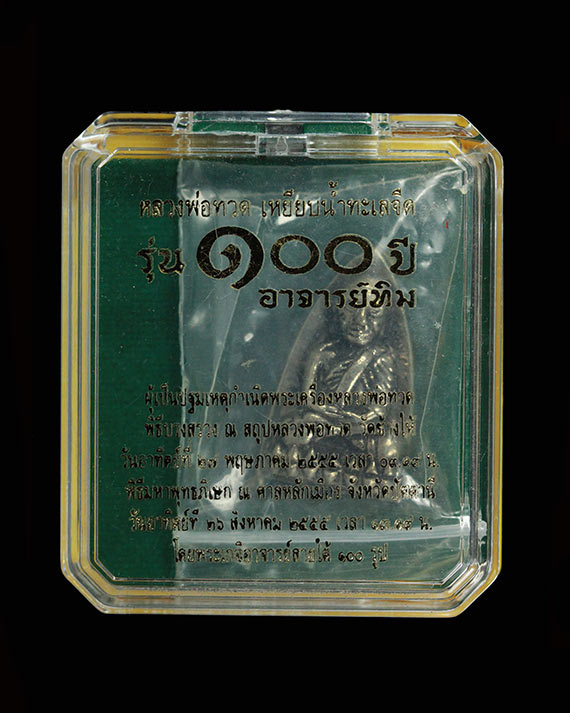 หลวงพ่อทวด เหยียบน้ำทะเลจืด
รุ่น ๑๐๐ ปี
อาจารย์ทิม
ผู้เป็นปฐมเหตุกำเนิดพระเครื่องหลวงพ่อทวด
พิธีบวงสรวง ณ สถูปหลวงพ่อทวด วัดช้างให้
วันอาทิตย์ที่ ๒๗ พฤษภาคม ๒๕๕๕ เวลา น.
พิธีมหาพุทธาภิเษก ณ ศาลหลักเมือง จังหวัดปัตตานี
วันอาทิตย์ที่ ๒๖ สิงหาคม ๒๕๕๕ เวลา น.
โดยพระเกจิอาจารย์สายใต้ ๑๐๐ รูป